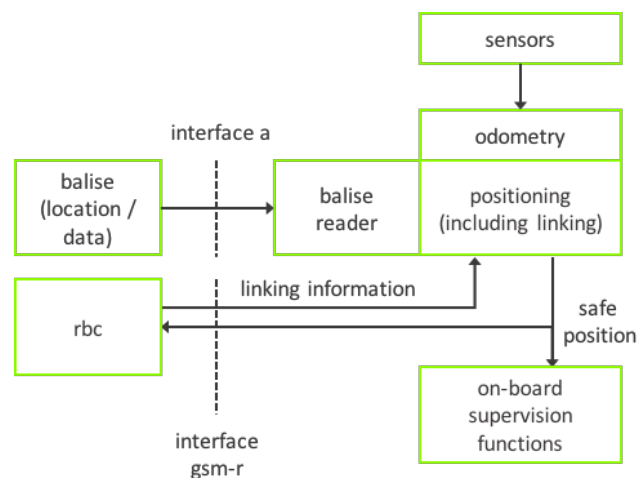 sensors
odometry
interface a
balise
(location /
data)
balise
reader
positioning
(including linking)
linking information
rbc
safe
position
on-board
supervision
functions
interface
gsm-r